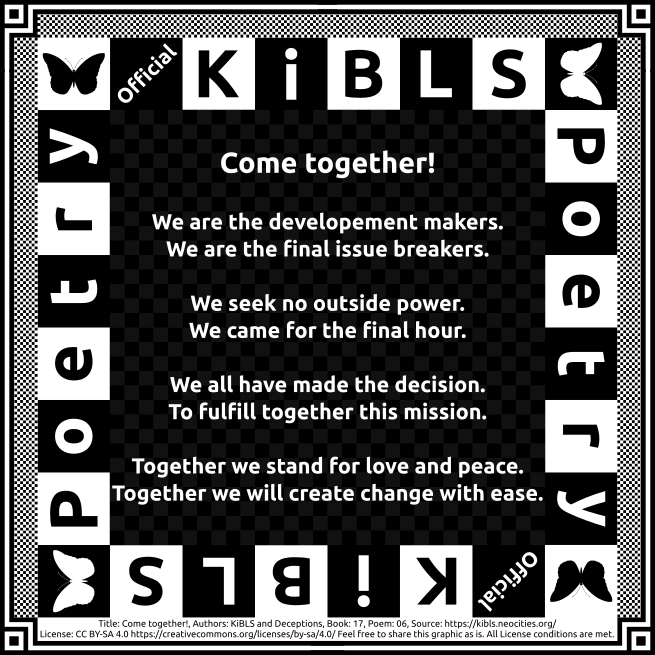 Official KiBLS
Poetry
Poetry
Come together!
We are the developement makers.
We are the final issue breakers.
We seek no outside power.
We came for the final hour.
We all have made the decision.
To fulfill together this mission.
Together we stand for love and peace.
Together we will create change with ease.
Official KiBLS
Title: Come together!, Authors: KiBLS and Deceptions, Book: 17, Poem: 06, Source: https://kibls.neocities.org/
License: CC BY-SA 4.0 https://creativecommons.org/licenses/by-sa/4.0/ Feel free to share this graphic as is. All License conditions are met.